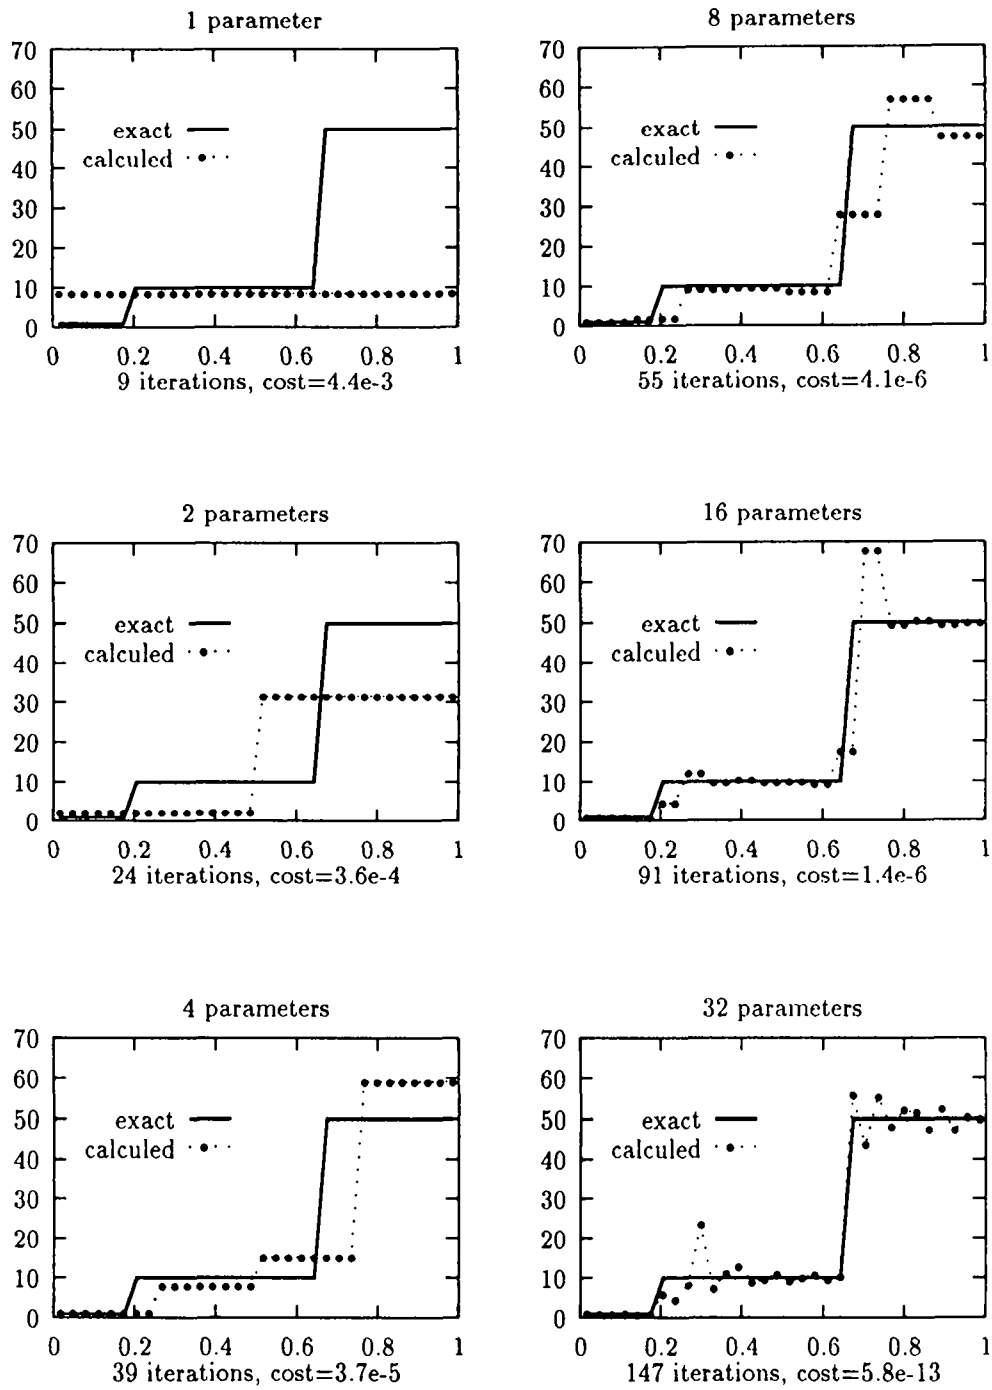 1 parameter
70
60
50
40
30
20
10
0
exact
calculed
0 0.2 0.4 0.6 0.8 1
9 iterations, cost=4.4e-3
8 parameters
70
60
50
40
30
20
10
0
exact
calculed
0 0.2 0.4 0.6 0.8 1
55 iterations, cost=4.1e-6
2 parameters
70
60
50
40
30
20
10
0
exact
calculed
0 0.2 0.4 0.6 0.8 1
24 iterations, cost=3.6e-4
16 parameters
70
60
50
40
30
20
10
0
exact
calculed
0 0.2 0.4 0.6 0.8 1
91 iterations, cost=1.4e-6
4 parameters
70
60
50
40
30
20
10
0
exact
calculed
0 0.2 0.4 0.6 0.8 1
39 iterations, cost=3.7e-5
32 parameters
70
60
50
40
30
20
10
0
exact
calculed
0 0.2 0.4 0.6 0.8 1
147 iterations, cost=5.8e-13